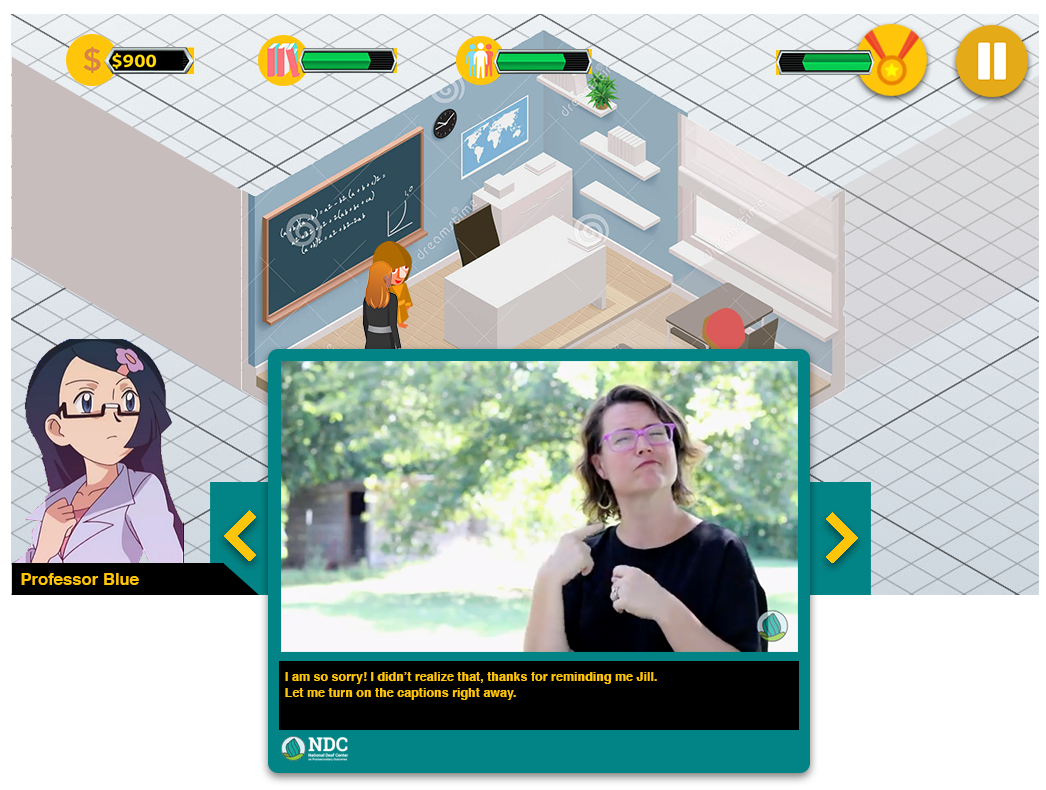 $ $900
dreamstime
Professor Blue
I am so sorry! I didn't realize that, thanks for reminding me Jill.
Let me turn on the captions right away.
NDC
National Deaf Center